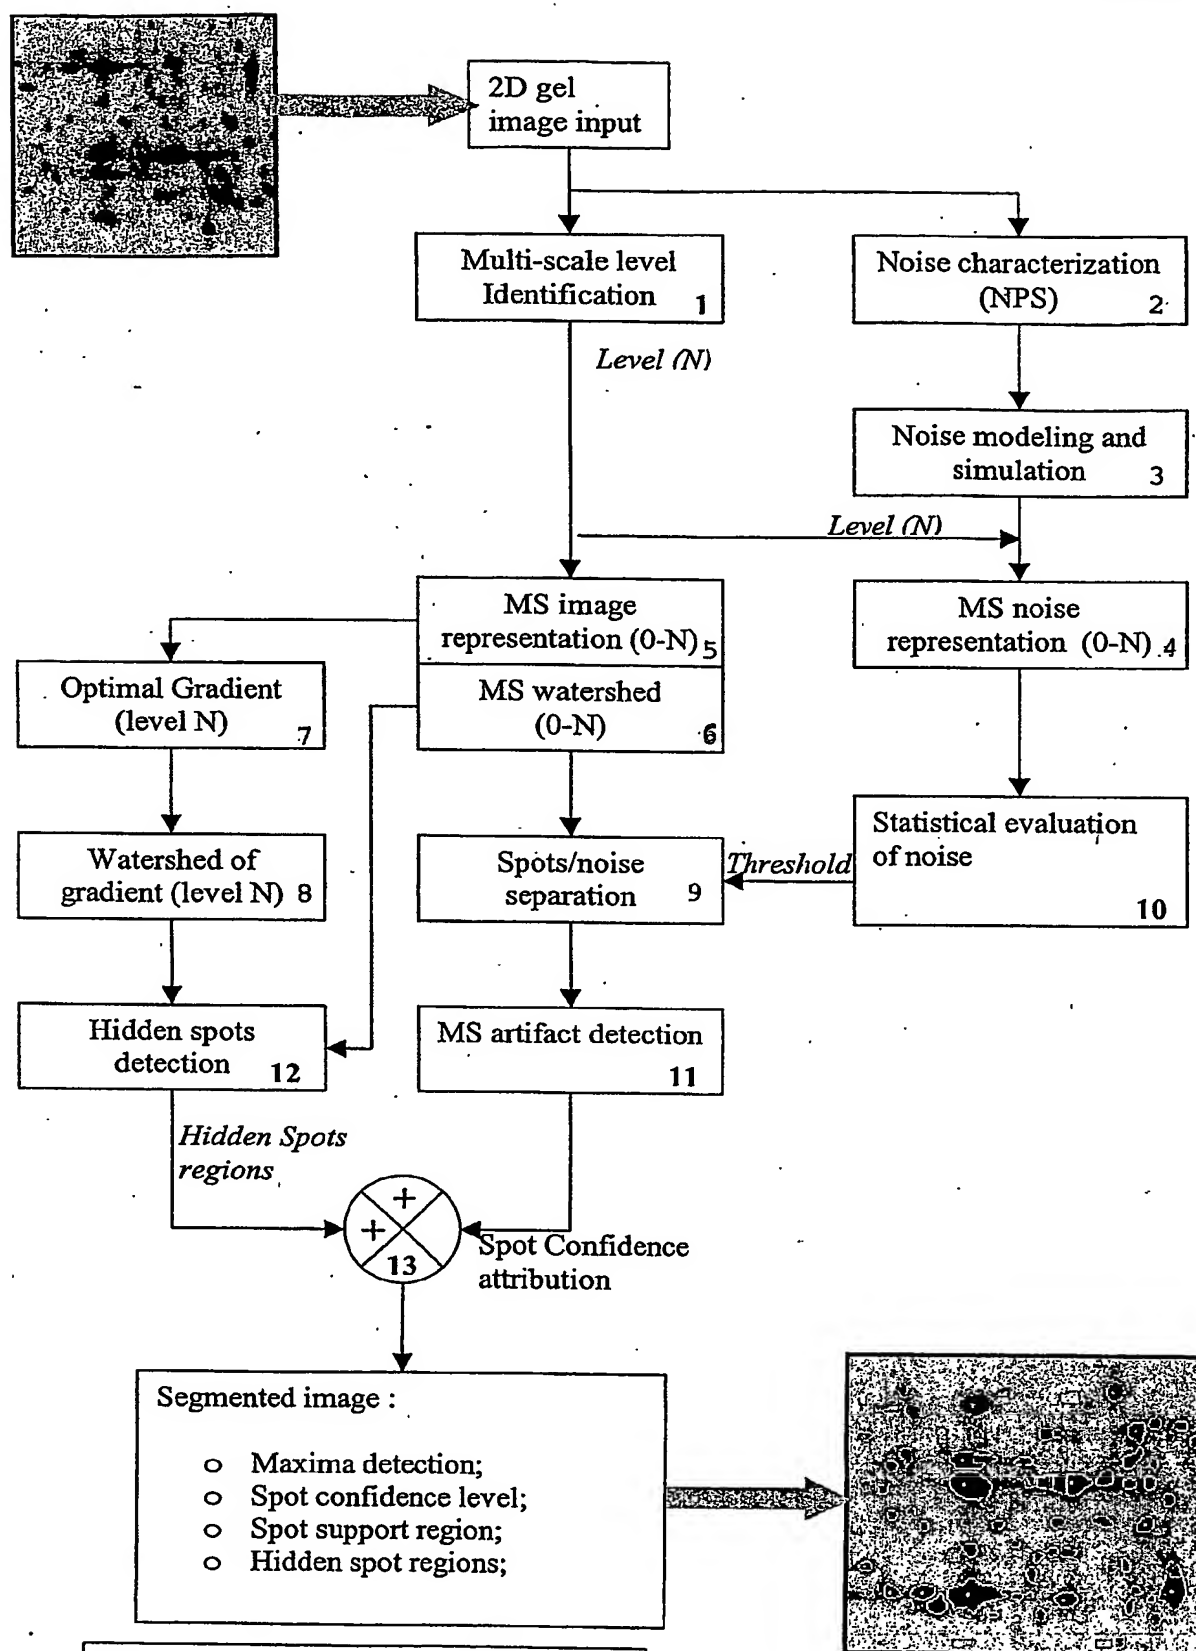 2D gel
image input
Multi-scale level
Identification 1
Noise characterization
(NPS) 2
Level (N)
Noise modeling and
simulation 3
Level (N)
MS image
representation (0-N) 5
MS noise
representation (0-N) 4
MS watershed
(0-N) 6
Optimal Gradient
(level N) 7
Watershed of
gradient (level N) 8
Spots/noise
separation 9
Threshold
Statistical evaluation
of noise
10
Hidden spots
detection 12
MS artifact detection
11
Hidden Spots
regions
+
+
13
Spot Confidence
attribution
Segmented image :
o Maxima detection;
o Spot confidence level;
o Spot support region;
o Hidden spot regions;